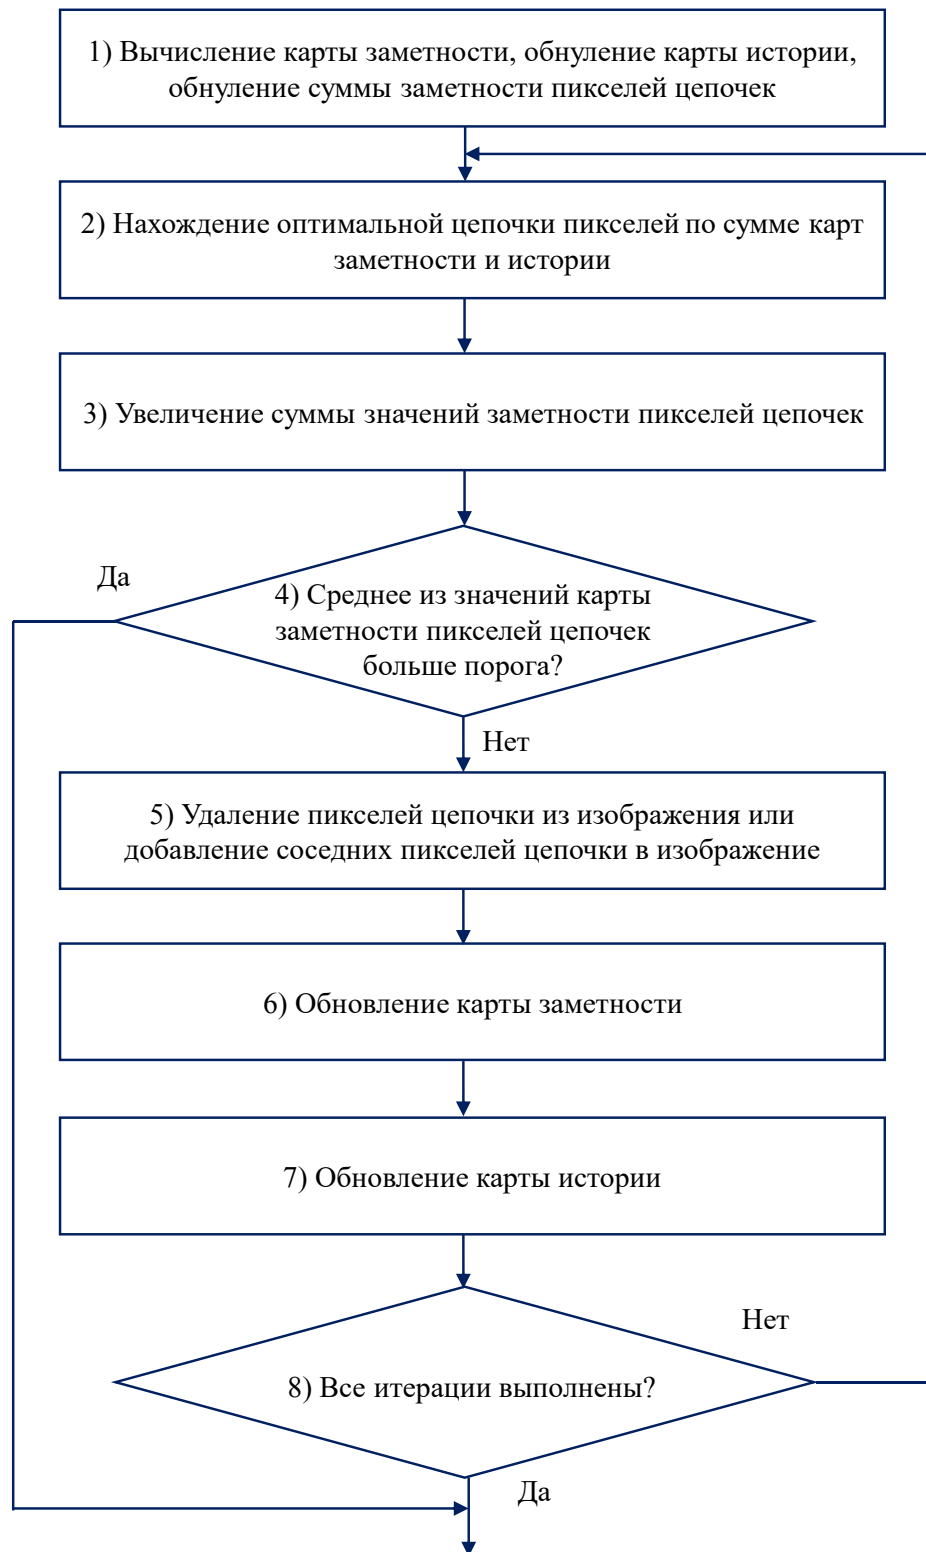 1) Вычисление карты заметности, обнуление карты истории,
обнуление суммы заметности пикселей цепочек
2) Нахождение оптимальной цепочки пикселей по сумме карт
заметности и истории
3) Увеличение суммы значений заметности пикселей цепочек
Да
4) Среднее из значений карты
заметности пикселей цепочек
больше порога?
Нет
5) Удаление пикселей цепочки из изображения или
добавление соседних пикселей цепочки в изображение
6) Обновление карты заметности
7) Обновление карты истории
Нет
8) Все итерации выполнены?
Да